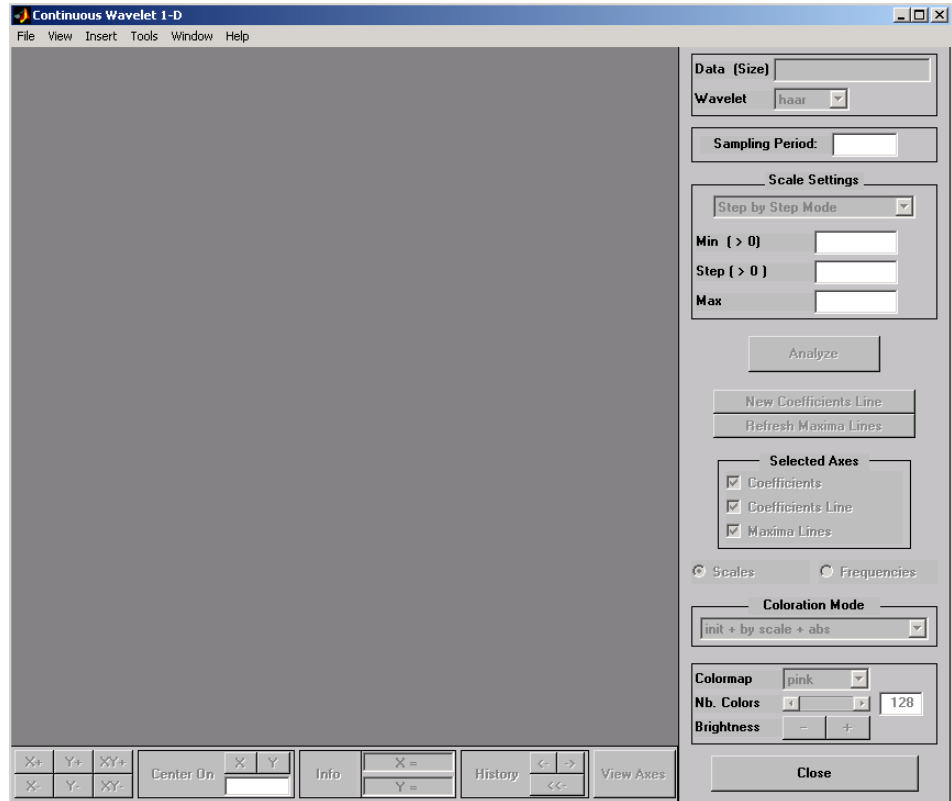 Continuous Wavelet 1-D
File View Insert Tools Window Help
Data (Size)
Wavelet haar
Sampling Period:
Scale Settings
Step by Step Mode
Min ( > 0)
Step ( > 0 )
Max
Analyze
New Coefficients Line
Refresh Maxima Lines
Selected Axes
Coefficients
Coefficients Line
Maxima Lines
Scales Frequencies
Coloration Mode
init + by scale + abs
Colormap pink
Nb. Colors 128
Brightness - +
X+ Y+ XY+
X- Y- XY-
Center On X Y
Info X =
Y =
History <- ->
<<-
View Axes
Close